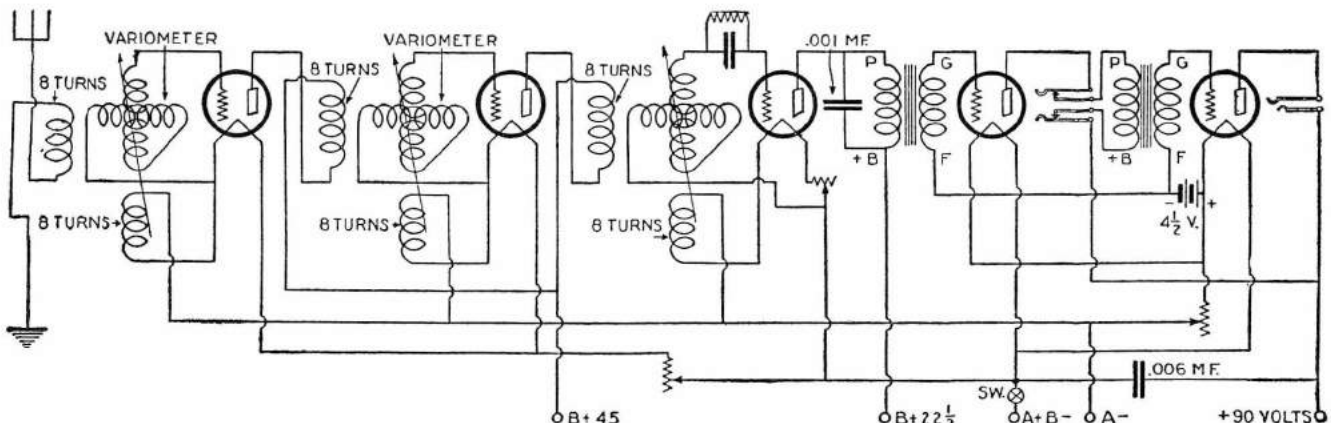 VARIOMETER
8 TURNS
8 TURNS
8 TURNS
VARIOMETER
8 TURNS
8 TURNS
8 TURNS
.001 MF.
P
G
+B
F
P
G
+B
F
- +
4½ V.
.006 MF.
SW.
B+45
B+22½
A+B-
A-
+90 VOLTS